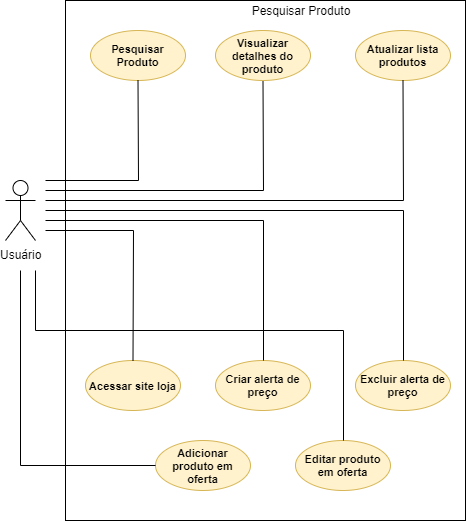 Pesquisar Produto
Pesquisar
Produto
Visualizar
detalhes do
produto
Atualizar lista
produtos
Usuário
Acessar site loja
Criar alerta de
preço
Excluir alerta de
preço
Adicionar
produto em
oferta
Editar produto
em oferta